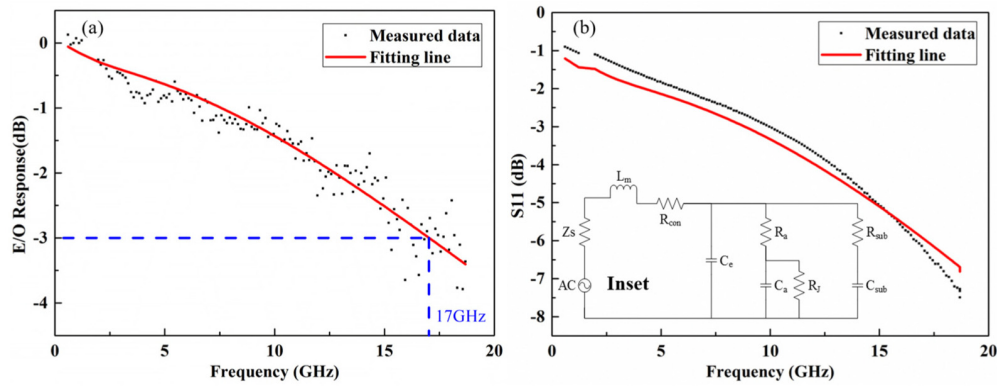 (a)
Measured data
Fitting line
E/O Response(dB)
0
-1
-2
-3
-4
17GHz
0 5 10 15 20
Frequency (GHz)
(b)
Measured data
Fitting line
S11 (dB)
0
-1
-2
-3
-4
-5
-6
-7
-8
Lm
Rcon
Zs
AC
Inset
Ce
Ra
Ca
RJ
Rsub
Csub
0 5 10 15 20
Frequency (GHz)